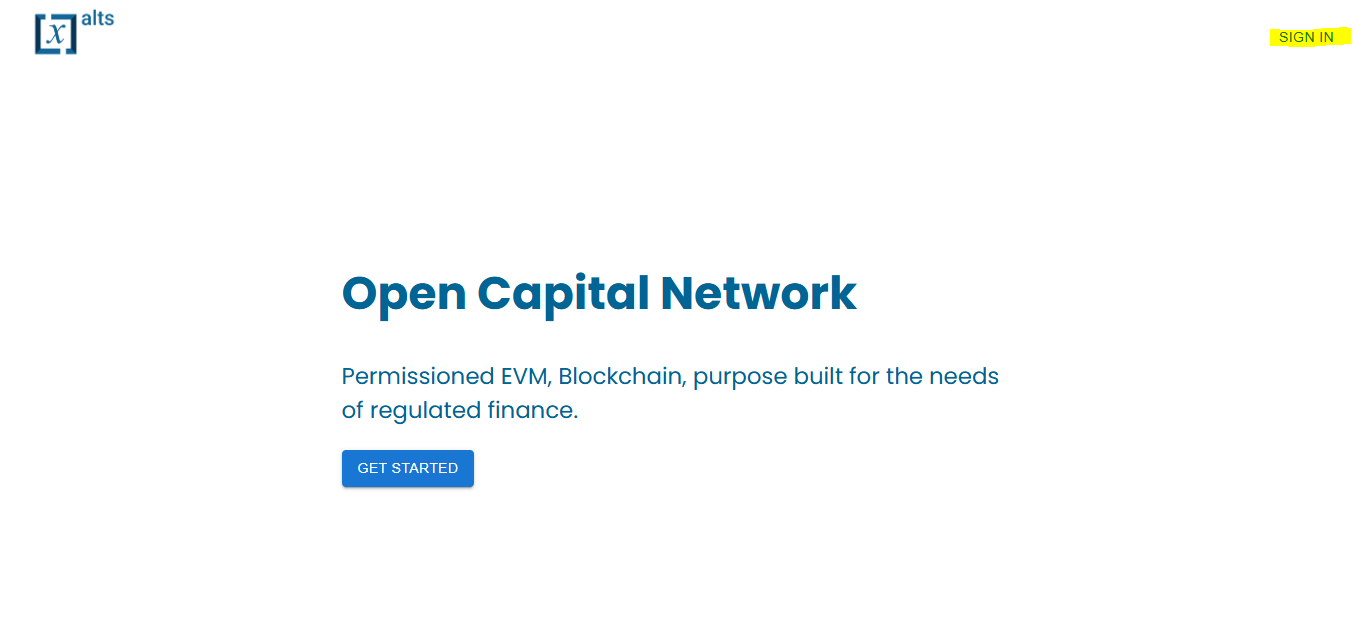 [x] alts
SIGN IN
Open Capital Network
Permissioned EVM, Blockchain, purpose built for the needs
of regulated finance.
GET STARTED